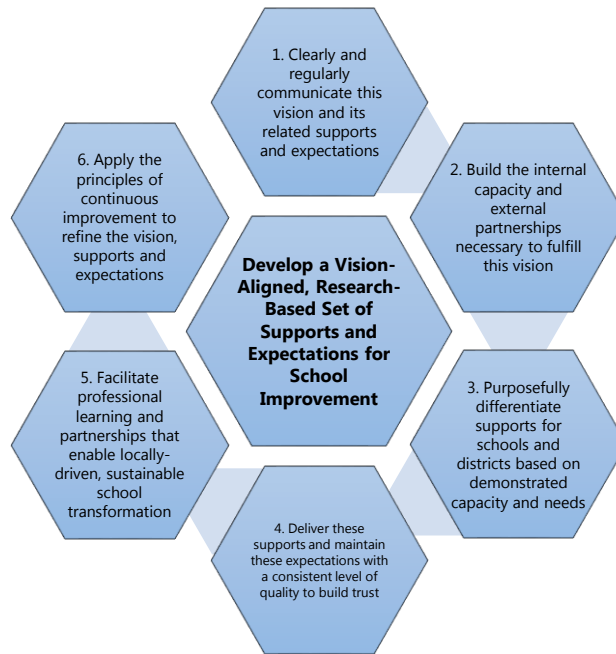 1. Clearly and
regularly
communicate this
vision and its
related supports
and expectations
2. Build the internal
capacity and
external
partnerships
necessary to fulfill
this vision
3. Purposefully
differentiate
supports for
schools and
districts based on
demonstrated
capacity and needs
4. Deliver these
supports and maintain
these expectations with
a consistent level of
quality to build trust
5. Facilitate
professional
learning and
partnerships that
enable locally-
driven, sustainable
school
transformation
6. Apply the
principles of
continuous
improvement to
refine the vision,
supports and
expectations
Develop a Vision-
Aligned, Research-
Based Set of
Supports and
Expectations for
School
Improvement